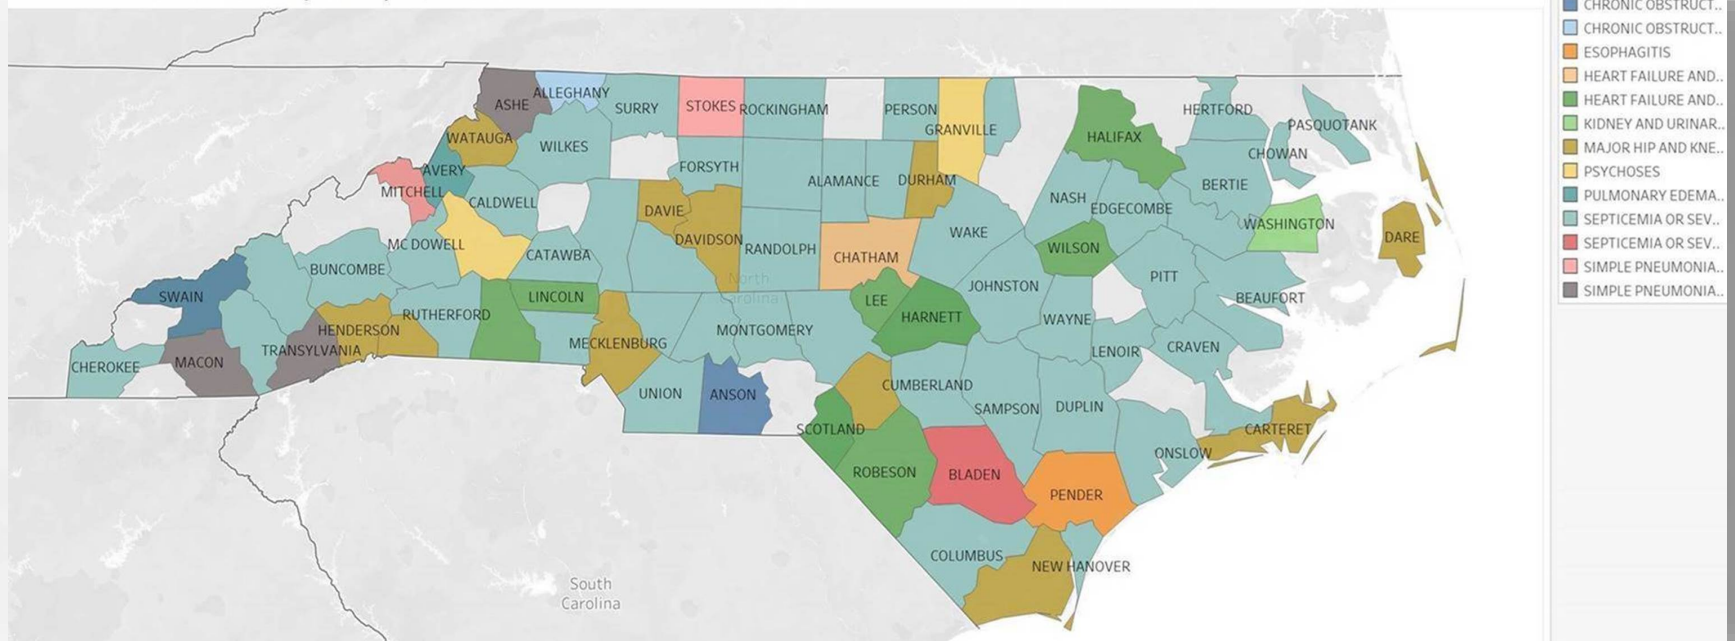 ASHE
ALLEGHANY
SURRY
STOKES
ROCKINGHAM
PERSON
GRANVILLE
HERTFORD
PASQUOTANK
WATAUGA
WILKES
HALIFAX
CHOWAN
AVERY
FORSYTH
ALAMANCE
DURHAM
BERTIE
MITCHELL
CALDWELL
NASH
EDGECOMBE
DAVIE
WASHINGTON
MC DOWELL
CATAWBA
DAVIDSON
RANDOLPH
WAKE
WILSON
DARE
BUNCOMBE
CHATHAM
PITT
North
Carolina
SWAIN
LINCOLN
LEE
JOHNSTON
BEAUFORT
RUTHERFORD
HARNETT
WAYNE
HENDERSON
MECKLENBURG
MONTGOMERY
TRANSYLVANIA
LENOIR
CRAVEN
CHEROKEE
MACON
UNION
ANSON
CUMBERLAND
SAMPSON
DUPLIN
SCOTLAND
CARTERET
ROBESON
BLADEN
ONSLOW
PENDER
COLUMBUS
NEW HANOVER
South
Carolina
CHRONIC OBSTRUCT..
CHRONIC OBSTRUCT..
ESOPHAGITIS
HEART FAILURE AND..
HEART FAILURE AND..
KIDNEY AND URINAR..
MAJOR HIP AND KNE..
PSYCHOSES
PULMONARY EDEMA..
SEPTICEMIA OR SEV..
SEPTICEMIA OR SEV..
SIMPLE PNEUMONIA..
SIMPLE PNEUMONIA..